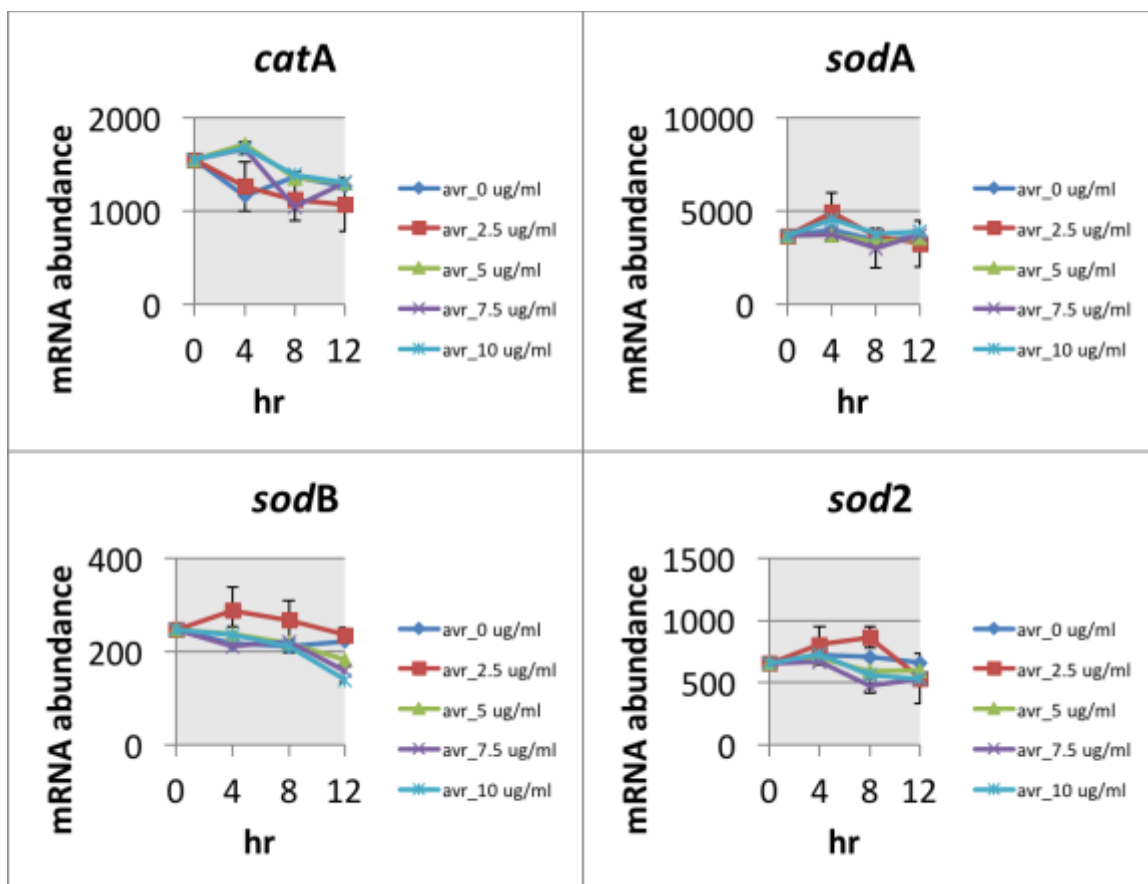 catA
mRNA abundance
2000
1000
0
0 4 8 12
hr
avr_0 ug/ml
avr_2.5 ug/ml
avr_5 ug/ml
avr_7.5 ug/ml
avr_10 ug/ml
sodA
mRNA abundance
10000
5000
0
0 4 8 12
hr
avr_0 ug/ml
avr_2.5 ug/ml
avr_5 ug/ml
avr_7.5 ug/ml
avr_10 ug/ml
sodB
mRNA abundance
400
200
0
0 4 8 12
hr
avr_0 ug/ml
avr_2.5 ug/ml
avr_5 ug/ml
avr_7.5 ug/ml
avr_10 ug/ml
sod2
mRNA abundance
1500
1000
500
0
0 4 8 12
hr
avr_0 ug/ml
avr_2.5 ug/ml
avr_5 ug/ml
avr_7.5 ug/ml
avr_10 ug/ml